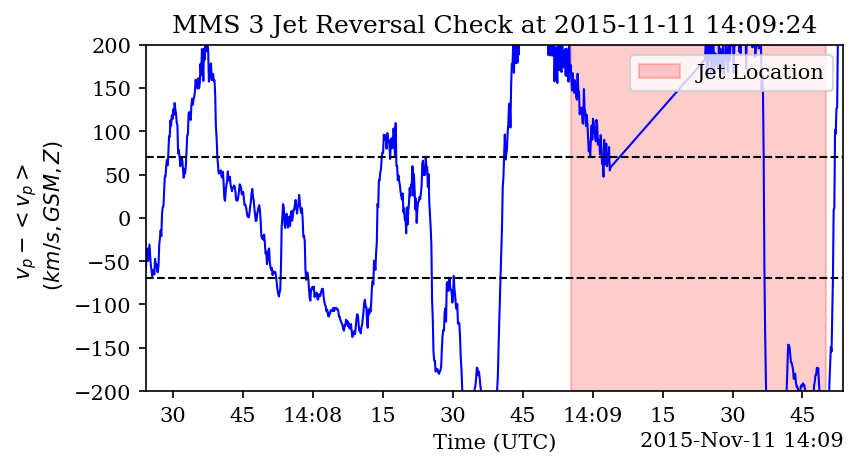 MMS 3 Jet Reversal Check at 2015-11-11 14:09:24
Jet Location
200
150
100
50
0
−50
−100
−150
−200
v_p − < v_p >
(km/s, GSM, Z)
30 45 14:08 15 30 45 14:09 15 30 45
Time (UTC)
2015-Nov-11 14:09